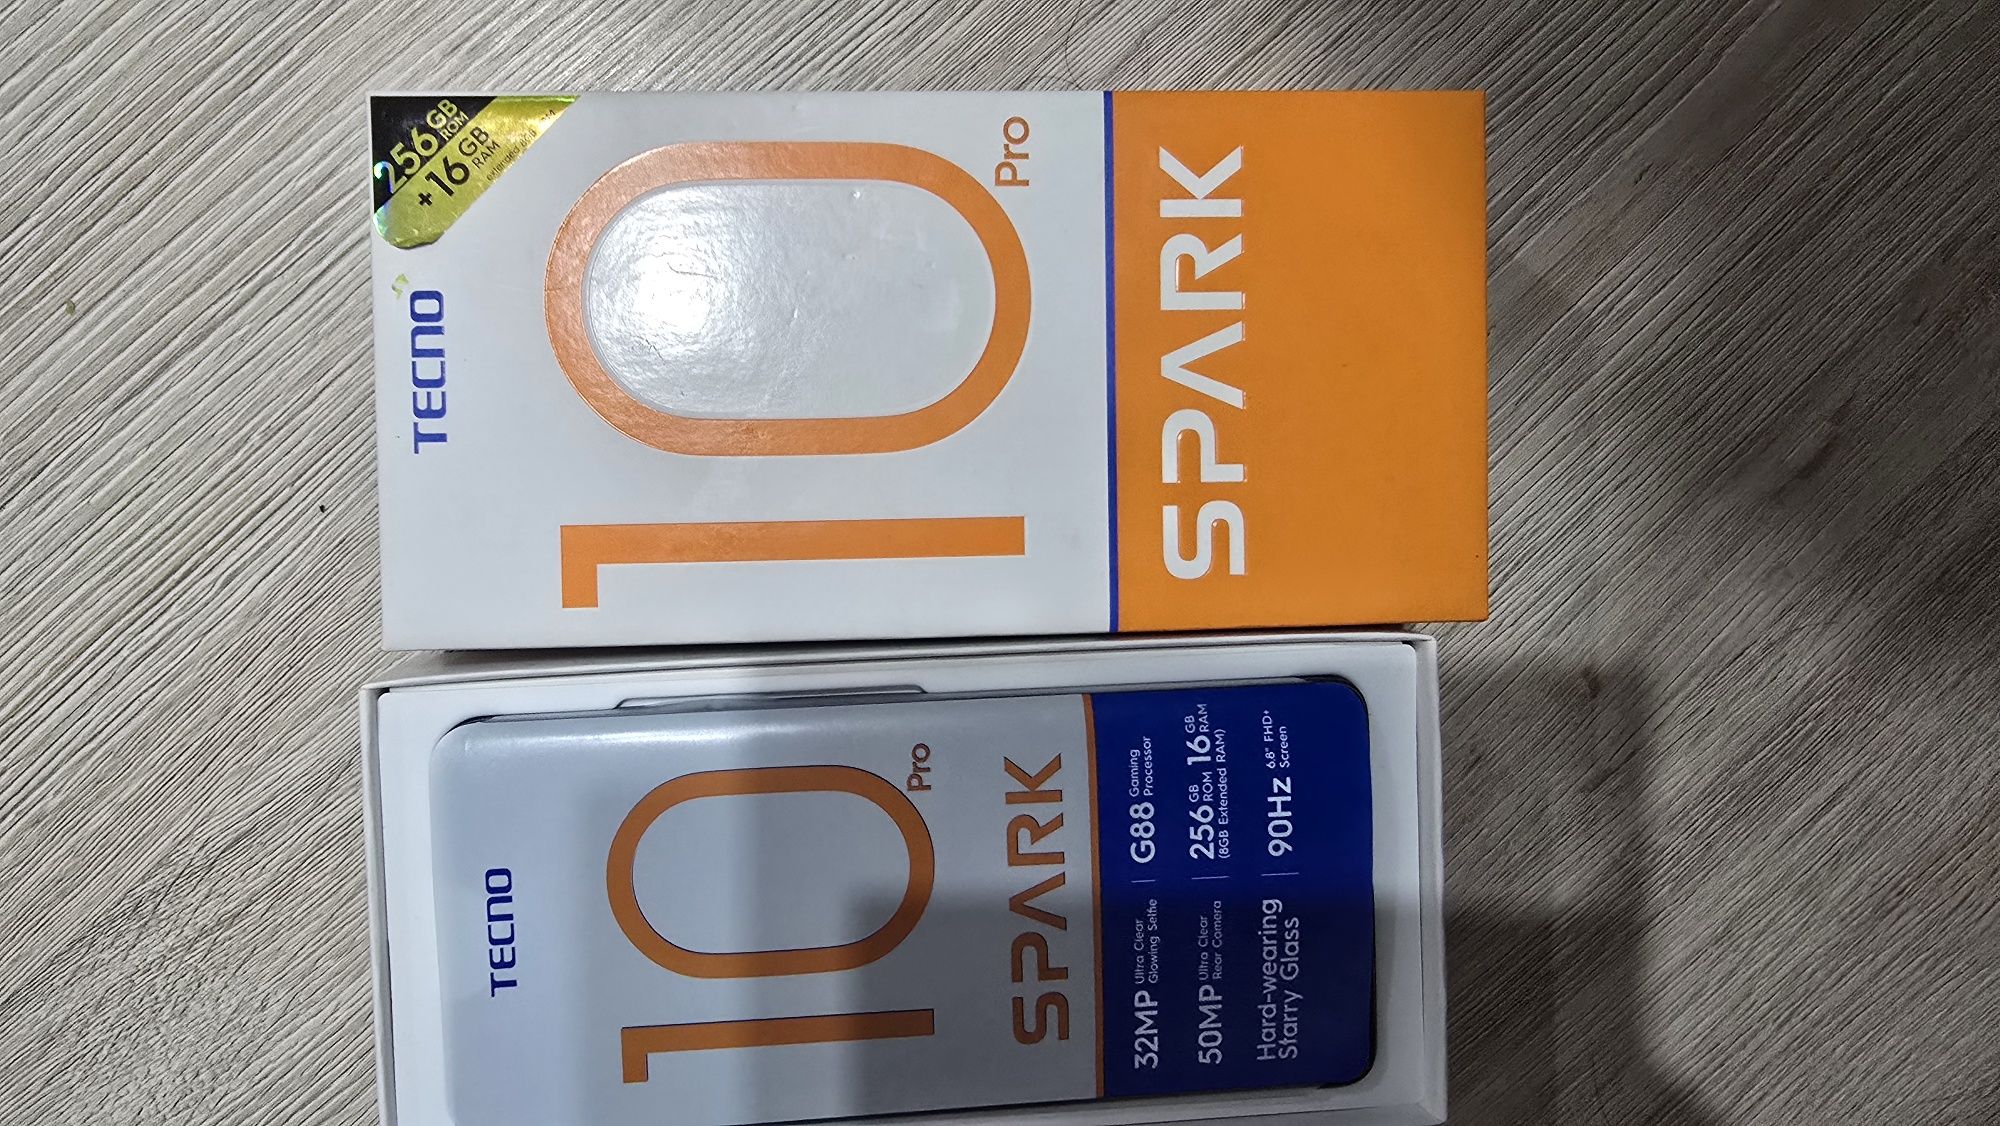 TECNO
256GB
ROM
+16GB
RAM
extended 8GB
10
Pro
SPARK
TECNO
10
Pro
SPARK
32MP Ultra Clear
Glowing Selfie
G88 Gaming
Processor
50MP Ultra Clear
Rear Camera
256GB ROM 16GB RAM
(8GB Extended RAM)
Hard-wearing
Starry Glass
90Hz 6.8" FHD+
Screen